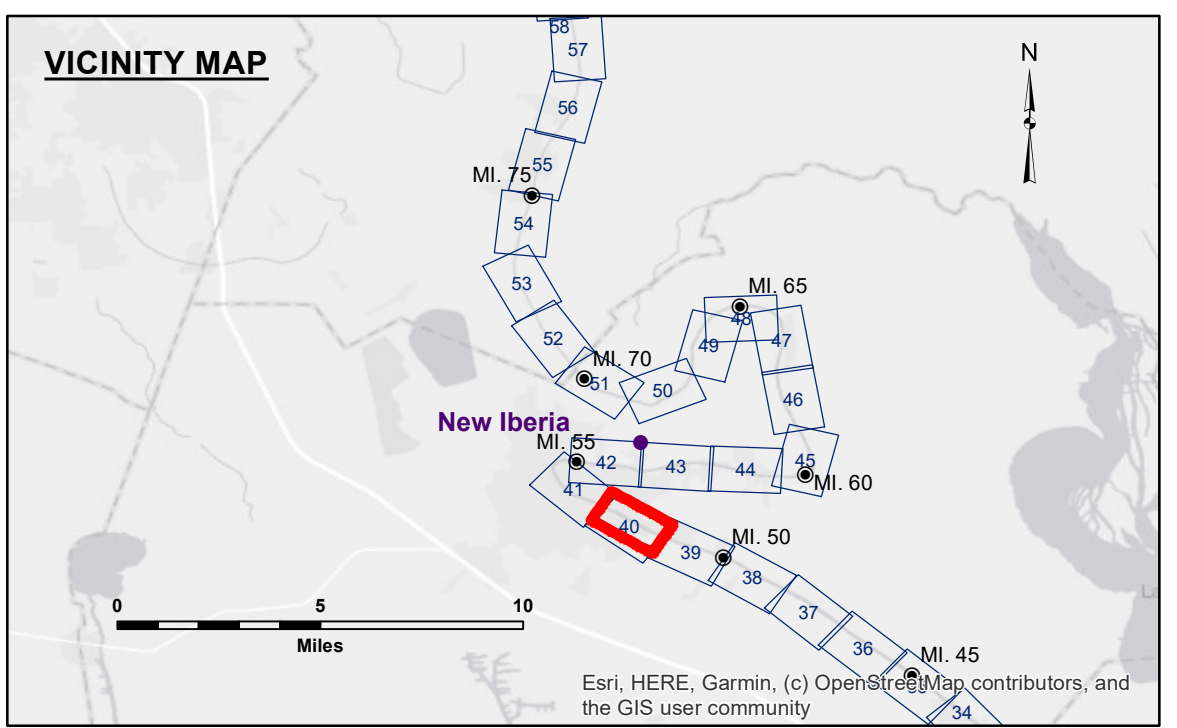 58
VICINITY MAP
57
N
56
55
MI. 75
54
53
MI. 65
48
47
52
49
MI. 70
51
50
46
New Iberia
MI. 55
42
43
44
45
MI. 60
41
40
39
MI. 50
38
0 5 10
Miles
37
36
MI. 45
34
Esri, HERE, Garmin, (c) OpenStreetMap contributors, and
the GIS user community